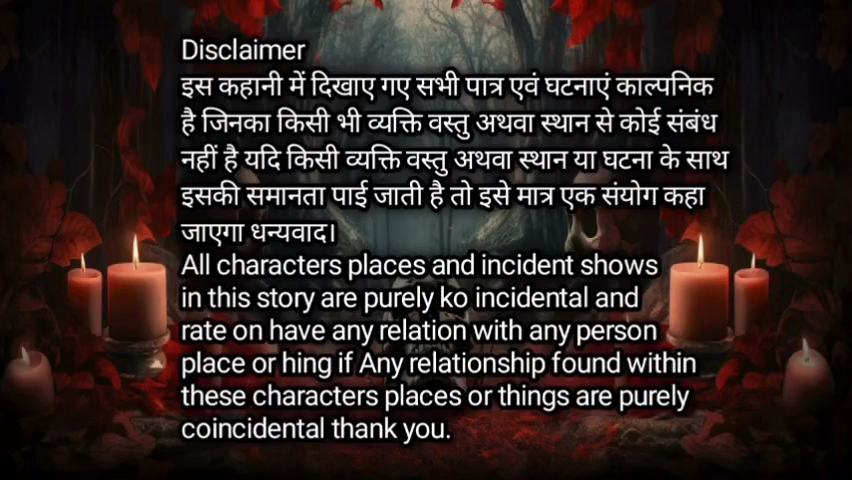 Disclaimer
इस कहानी में दिखाए गए सभी पात्र एवं घटनाएं काल्पनिक
है जिनका किसी भी व्यक्ति वस्तु अथवा स्थान से कोई संबंध
नहीं है यदि किसी व्यक्ति वस्तु अथवा स्थान या घटना के साथ
इसकी समानता पाई जाती है तो इसे मात्र एक संयोग कहा
जाएगा धन्यवाद।
All characters places and incident shows
in this story are purely ko incidental and
rate on have any relation with any person
place or hing if Any relationship found within
these characters places or things are purely
coincidental thank you.